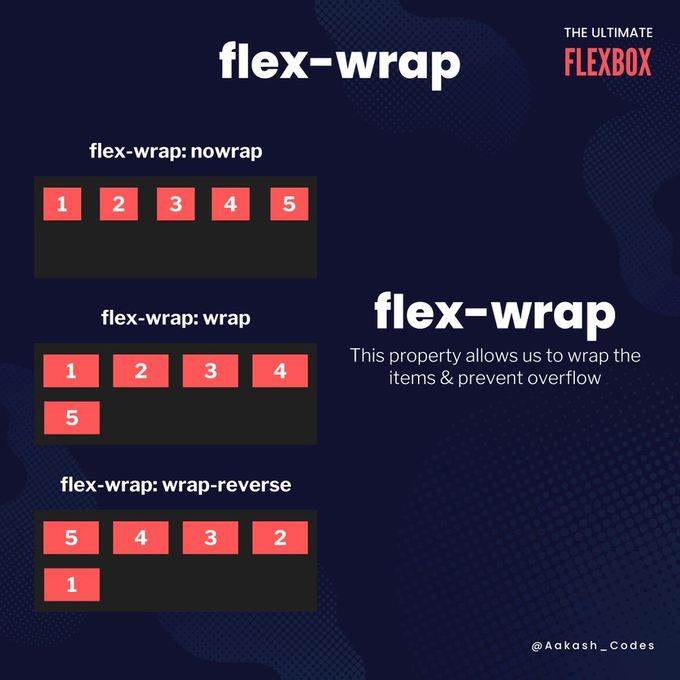 THE ULTIMATE
FLEXBOX
flex-wrap
flex-wrap: nowrap
1 2 3 4 5
flex-wrap: wrap
1 2 3 4
5
flex-wrap: wrap-reverse
5 4 3 2
1
flex-wrap
This property allows us to wrap the
items & prevent overflow
@Aakash_Codes